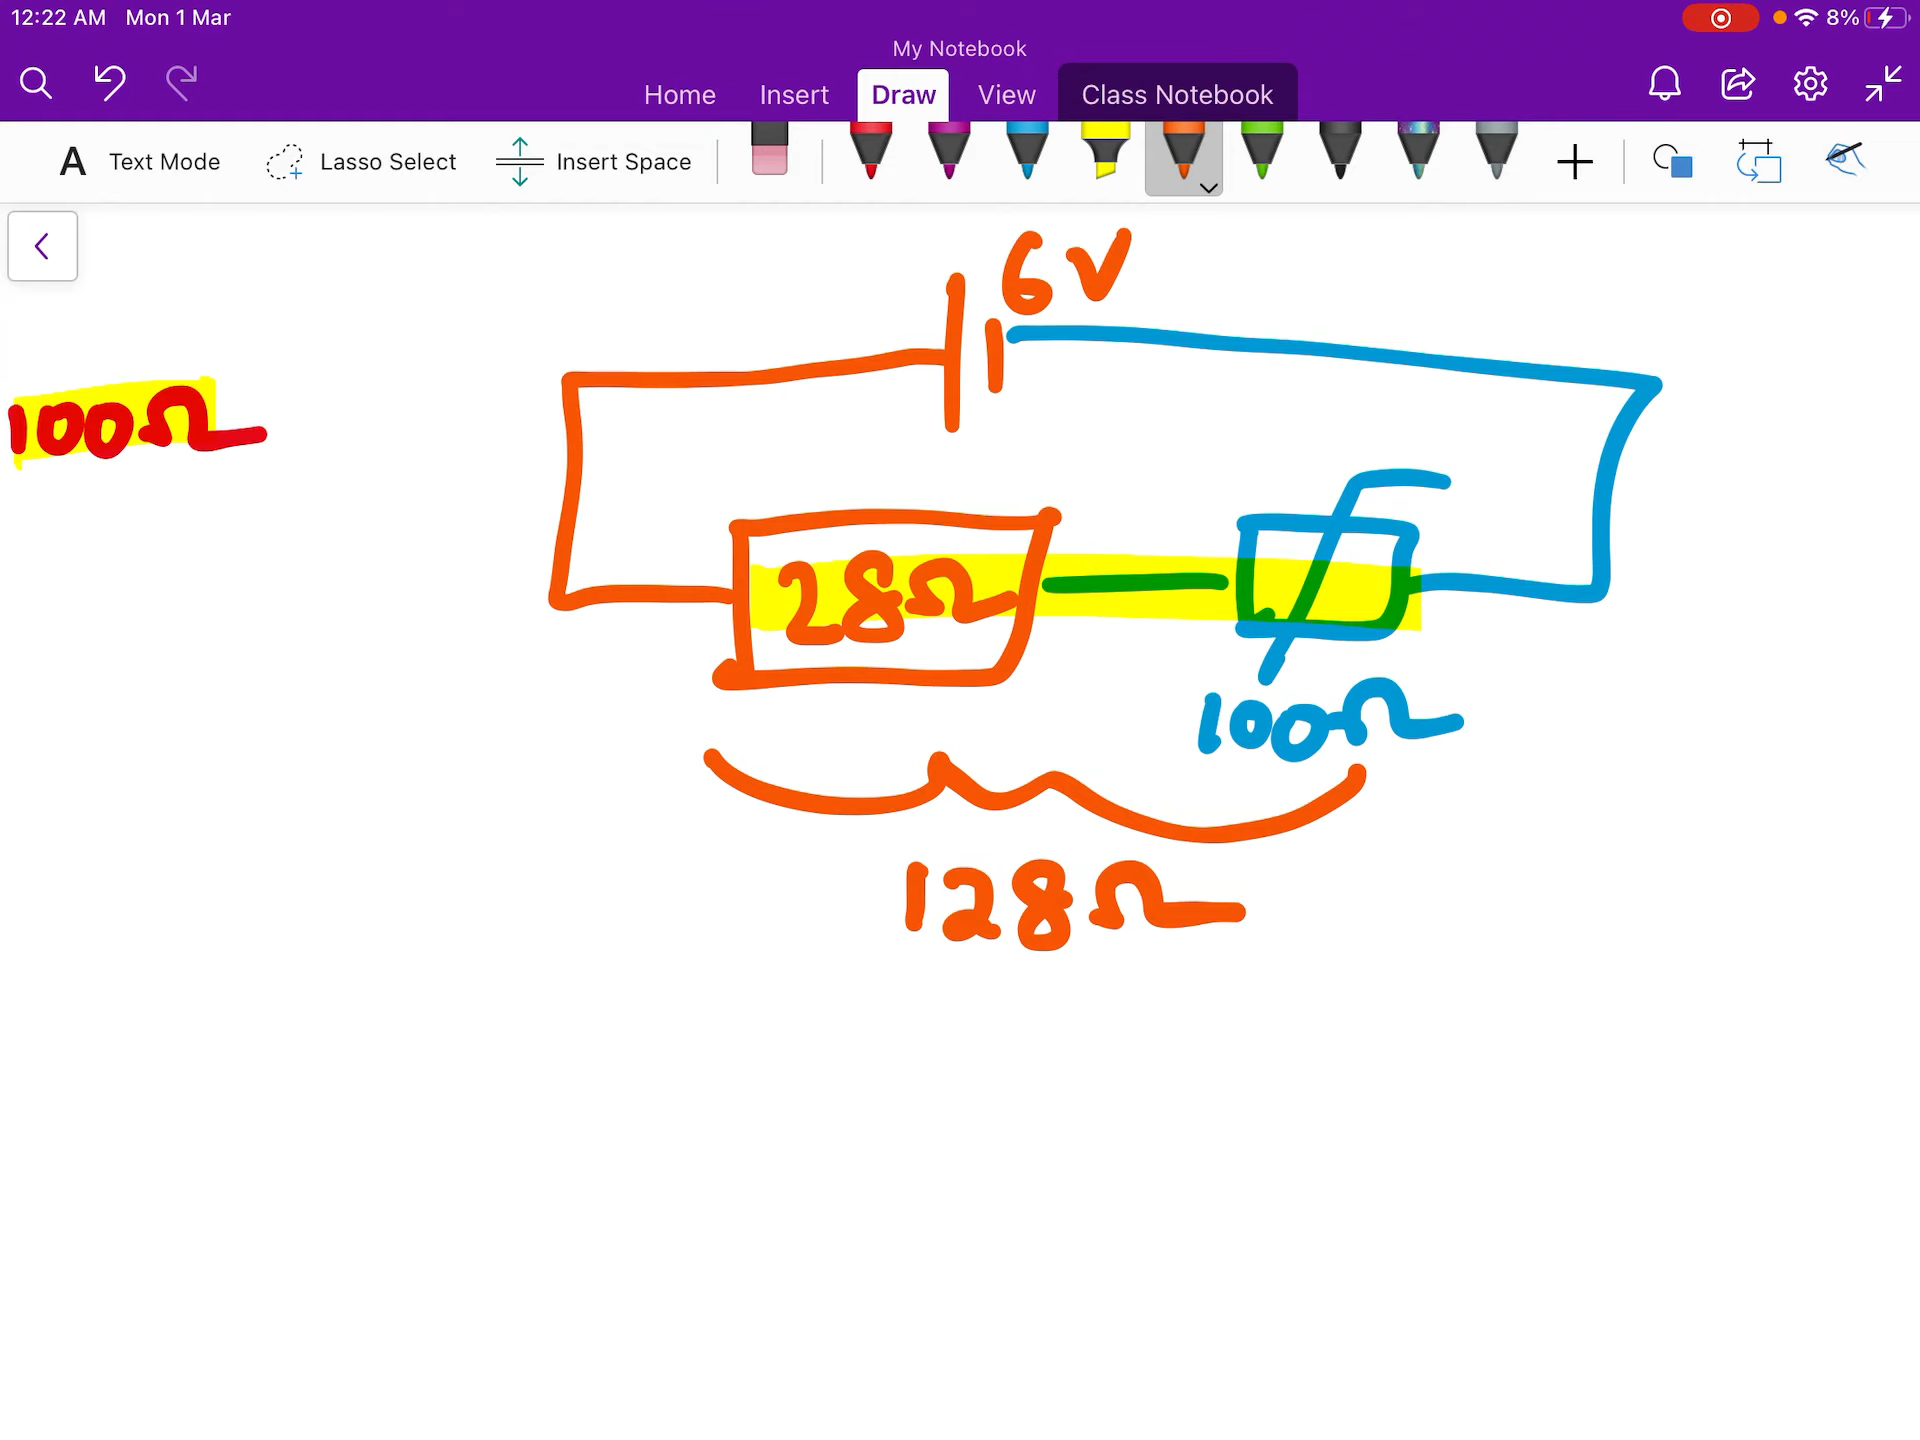 12:22 AM Mon 1 Mar
8%
My Notebook
Home Insert Draw View Class Notebook
A Text Mode Lasso Select Insert Space
6V
100Ω
28Ω
100Ω
128Ω